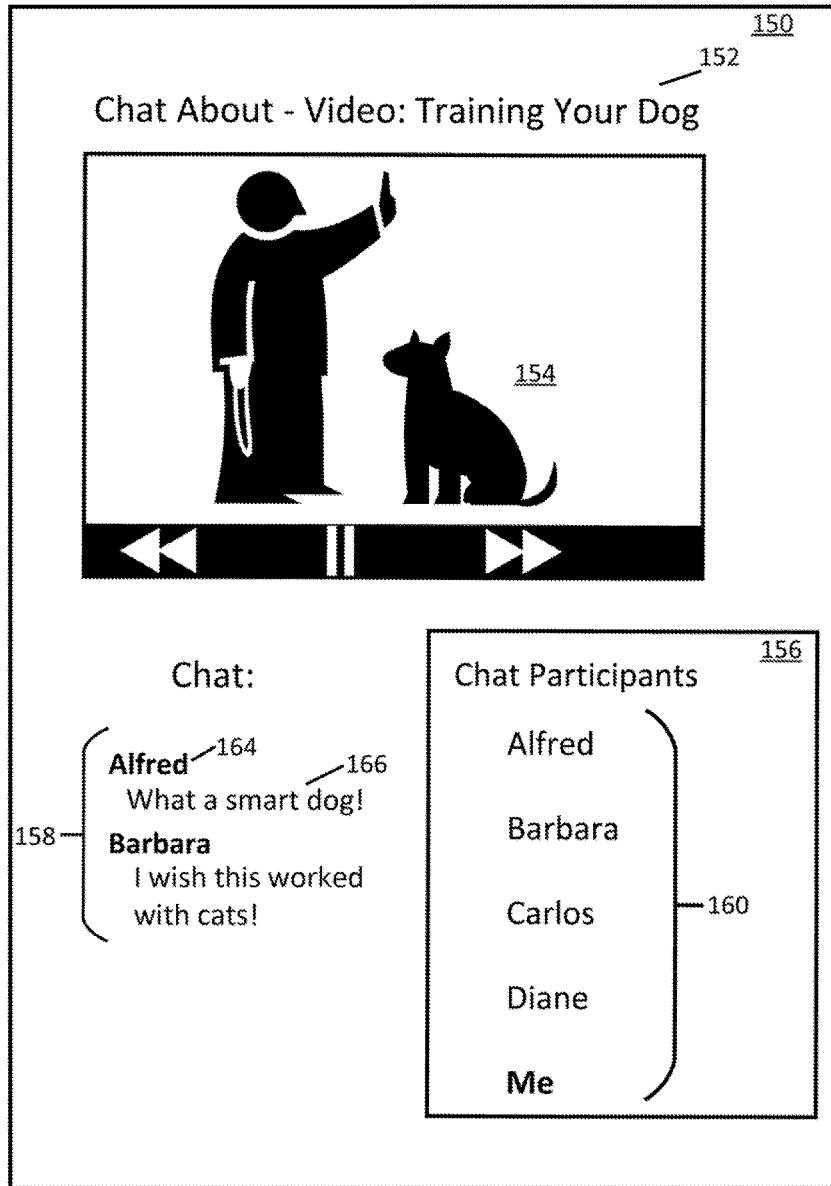 150
152
Chat About - Video: Training Your Dog
154
Chat:
Alfred 164
166
What a smart dog!
158
Barbara
I wish this worked
with cats!
156
Chat Participants
Alfred
Barbara
Carlos
160
Diane
Me